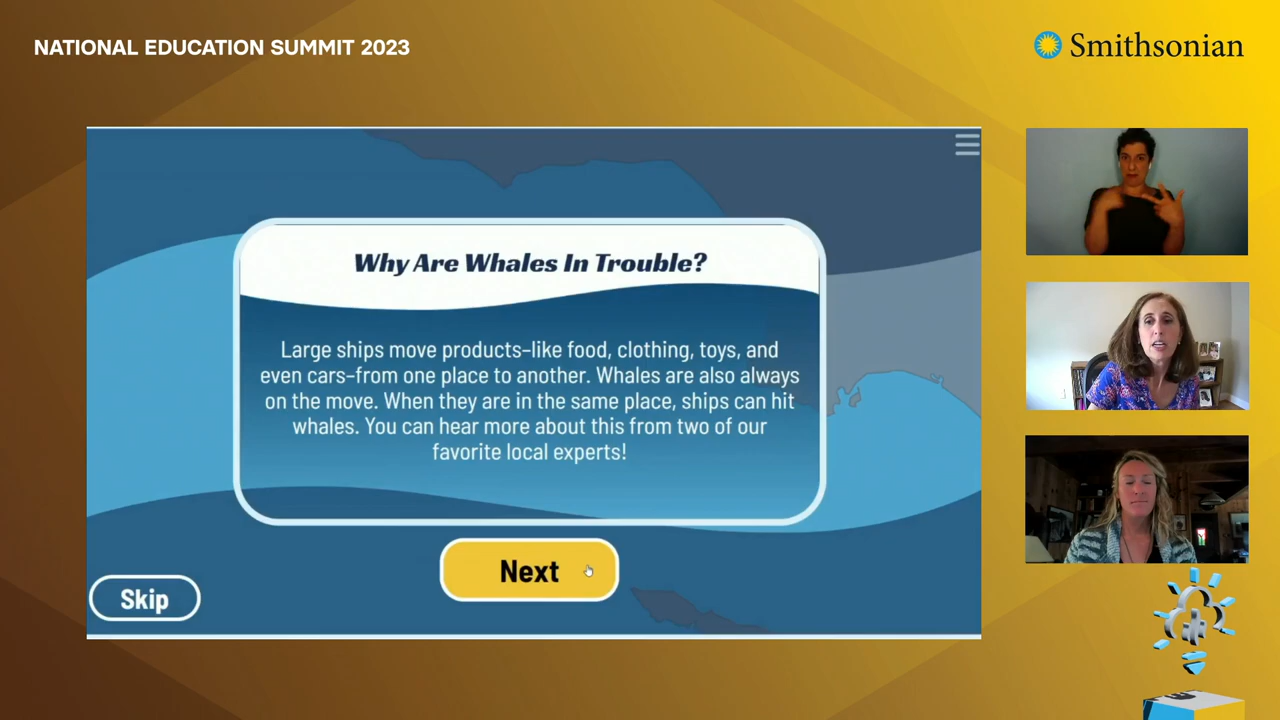 NATIONAL EDUCATION SUMMIT 2023
Smithsonian
Why Are Whales In Trouble?
Large ships move products–like food, clothing, toys, and
even cars–from one place to another. Whales are also always
on the move. When they are in the same place, ships can hit
whales. You can hear more about this from two of our
favorite local experts!
Next
Skip